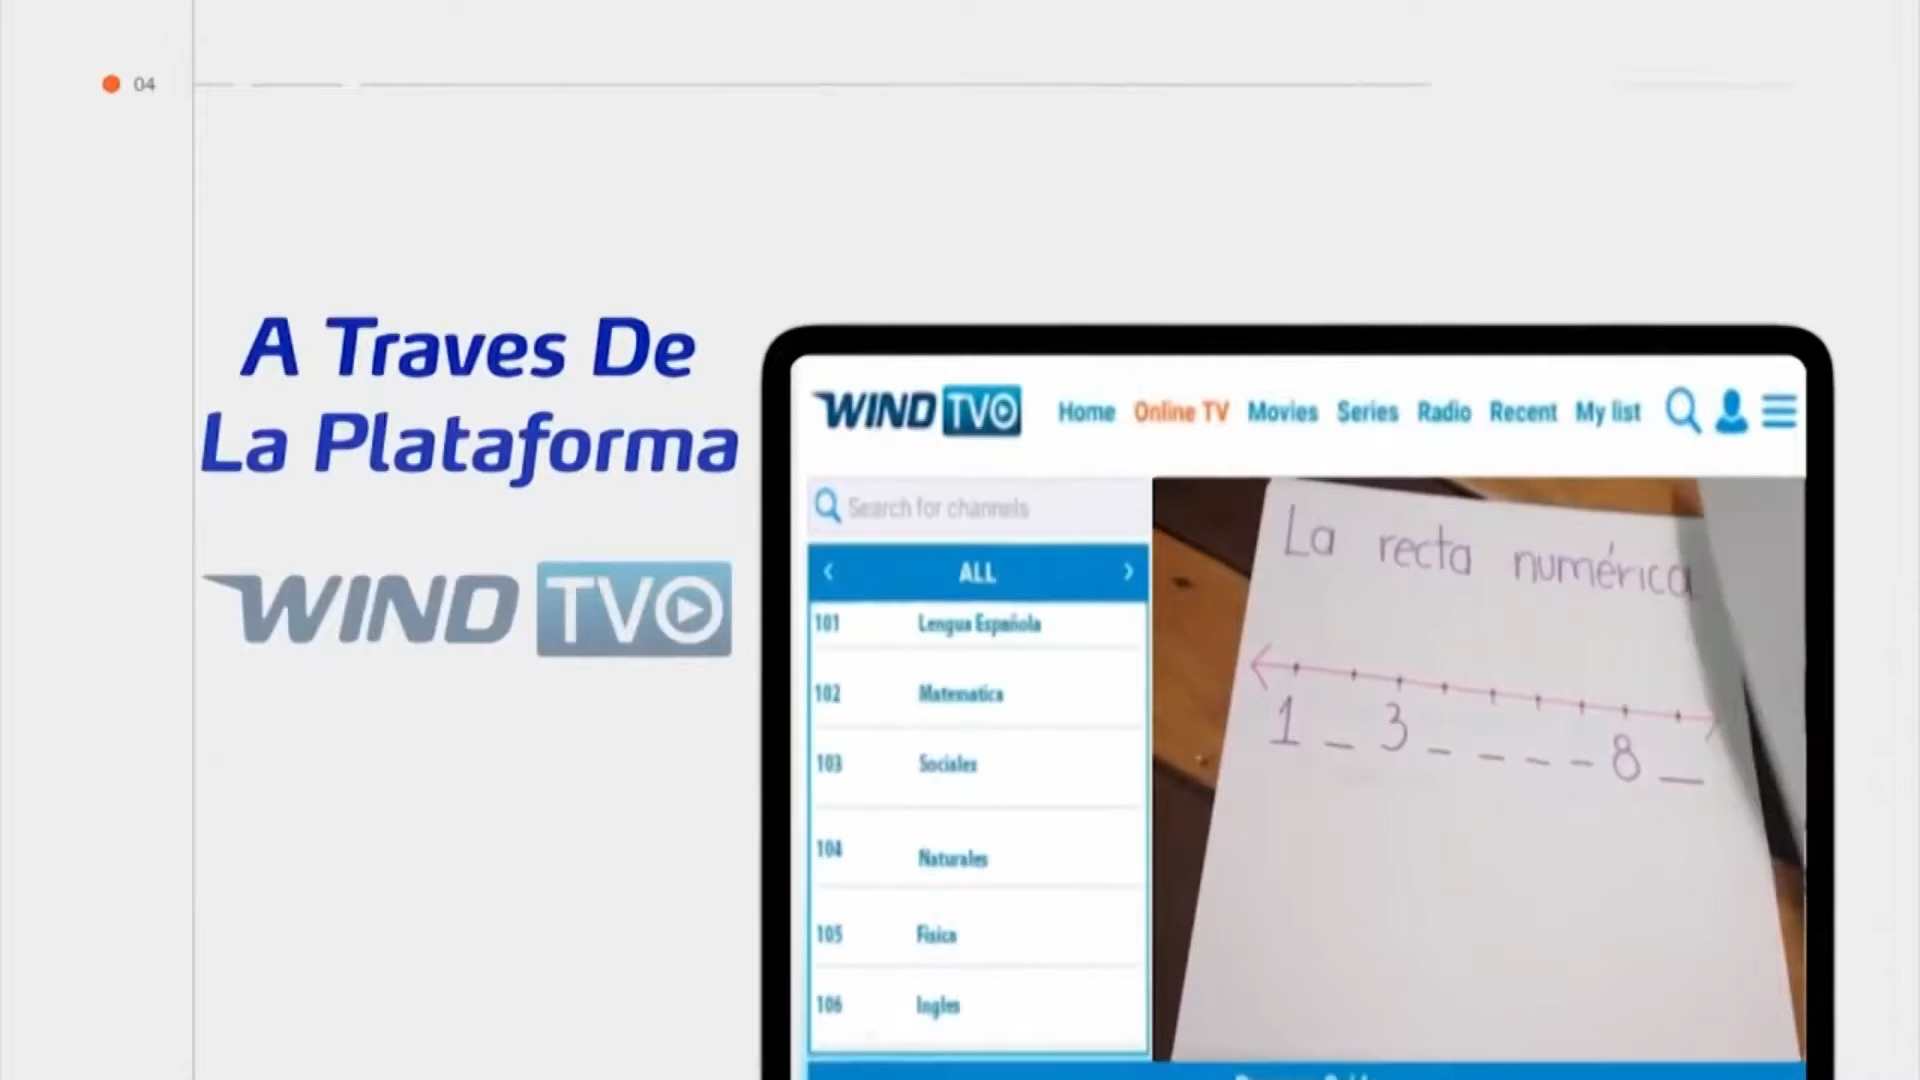 04
A Traves De
La Plataforma
WIND TVO
WIND TVO
Home Online TV Movies Series Radio Recent My list
Search for channels
ALL
101 Lengua Española
102 Matematica
103 Sociales
104 Naturales
105 Fisica
106 Ingles
La recta numérica
1 _ 3 _ _ _ _ 8 _